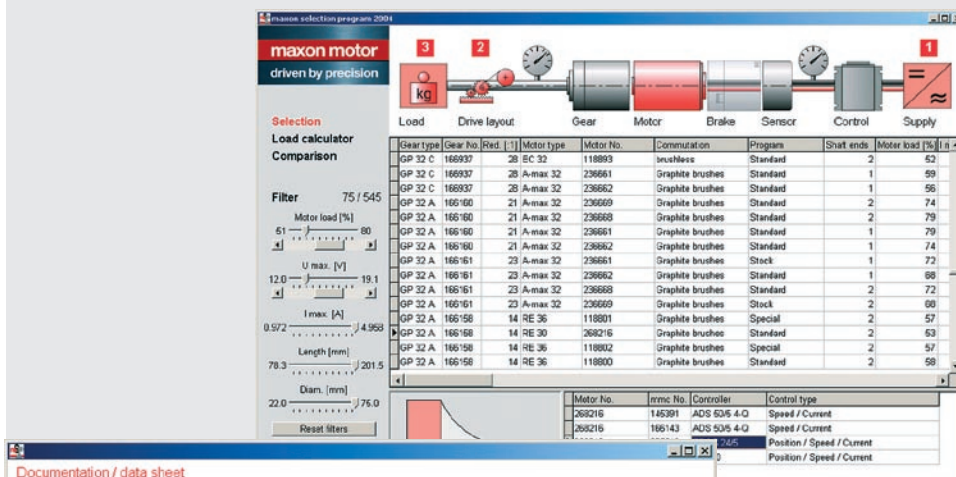 maxon selection program 2004
maxon motor
driven by precision
3
2
1
kg
Load Drive layout Gear Motor Brake Sensor Control Supply
Selection
Load calculator
Comparison
Filter 75 / 545
Motor load [%]
51 80
U max. [V]
12.0 19.1
I max. [A]
0.972 4.958
Length [mm]
78.3 201.5
Diam. [mm]
22.0 75.0
Reset filters
Gear type Gear No. Red. [:1] Motor type Motor No. Commutation Program Shaft ends Motor load [%]
GP 32 C 166937 28 EC 32 118893 brushless Standard 2 52
GP 32 C 166937 28 A-max 32 236661 Graphite brushes Standard 1 59
GP 32 C 166937 28 A-max 32 236662 Graphite brushes Standard 1 56
GP 32 A 166160 21 A-max 32 236669 Graphite brushes Standard 2 74
GP 32 A 166160 21 A-max 32 236668 Graphite brushes Standard 2 79
GP 32 A 166160 21 A-max 32 236661 Graphite brushes Standard 1 79
GP 32 A 166160 21 A-max 32 236662 Graphite brushes Standard 1 74
GP 32 A 166161 23 A-max 32 236661 Graphite brushes Stock 1 72
GP 32 A 166161 23 A-max 32 236662 Graphite brushes Standard 1 68
GP 32 A 166161 23 A-max 32 236668 Graphite brushes Standard 2 72
GP 32 A 166161 23 A-max 32 236669 Graphite brushes Stock 2 68
GP 32 A 166158 14 RE 36 118801 Graphite brushes Special 2 57
GP 32 A 166158 14 RE 30 268216 Graphite brushes Standard 2 53
GP 32 A 166158 14 RE 36 118802 Graphite brushes Special 2 57
GP 32 A 166158 14 RE 36 118800 Graphite brushes Standard 2 58
Motor No. mmc No. Controller Control type
268216 145391 ADS 50/5 4-Q Speed / Current
268216 166143 ADS 50/5 4-Q Speed / Current
24/5 Position / Speed / Current
Position / Speed / Current
Documentation / data sheet